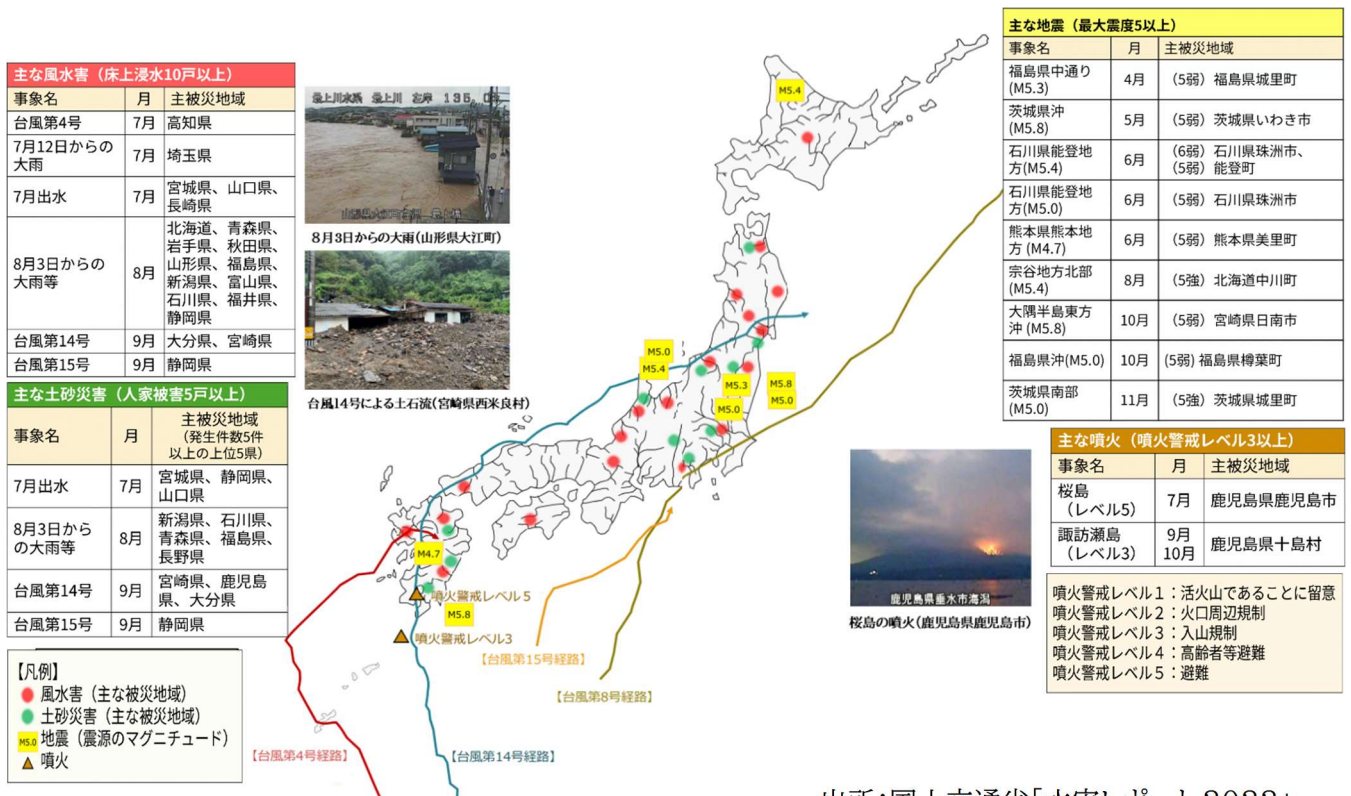 主な風水害（床上浸水10戸以上）
事象名 月 主被災地域
台風第4号 7月 高知県
7月12日からの
大雨 7月 埼玉県
7月出水 7月 宮城県、山口県、
長崎県
8月3日からの
大雨等 8月 北海道、青森県、
岩手県、秋田県、
山形県、福島県、
新潟県、富山県、
石川県、福井県、
静岡県
台風第14号 9月 大分県、宮崎県
台風第15号 9月 静岡県
主な土砂災害（人家被害5戸以上）
事象名 月 主被災地域
（発生件数5件
以上の上位5県）
7月出水 7月 宮城県、静岡県、
山口県
8月3日から
の大雨等 8月 新潟県、石川県、
青森県、福島県、
長野県
台風第14号 9月 宮崎県、鹿児島
県、大分県
台風第15号 9月 静岡県
【凡例】
風水害（主な被災地域）
土砂災害（主な被災地域）
M5.0 地震（震源のマグニチュード）
噴火
最上川水系 最上川 左岸
8月3日からの大雨(山形県大江町)
台風14号による土石流(宮崎県西米良村)
M5.4
M5.0
M5.4
M5.3
M5.8
M5.0
M5.0
M4.7
噴火警戒レベル5
M5.8
噴火警戒レベル3
【台風第15号経路】
【台風第8号経路】
【台風第4号経路】
【台風第14号経路】
主な地震（最大震度5以上）
事象名 月 主被災地域
福島県中通り
(M5.3) 4月 （5弱）福島県城里町
茨城県沖
(M5.8) 5月 （5弱）茨城県いわき市
石川県能登地
方(M5.4) 6月 （6弱）石川県珠洲市、
（5弱）能登町
石川県能登地
方(M5.0) 6月 （5弱）石川県珠洲市
熊本県熊本地
方 (M4.7) 6月 （5弱）熊本県美里町
宗谷地方北部
(M5.4) 8月 （5強）北海道中川町
大隅半島東方
沖 (M5.8) 10月 （5弱）宮崎県日南市
福島県沖(M5.0) 10月 (5弱) 福島県樽葉町
茨城県南部
(M5.0) 11月 （5強）茨城県城里町
主な噴火（噴火警戒レベル3以上）
事象名 月 主被災地域
桜島
（レベル5） 7月 鹿児島県鹿児島市
諏訪瀬島
（レベル3） 9月
10月 鹿児島県十島村
鹿児島県垂水市海潟
桜島の噴火(鹿児島県鹿児島市)
噴火警戒レベル1：活火山であることに留意
噴火警戒レベル2：火口周辺規制
噴火警戒レベル3：入山規制
噴火警戒レベル4：高齢者等避難
噴火警戒レベル5：避難